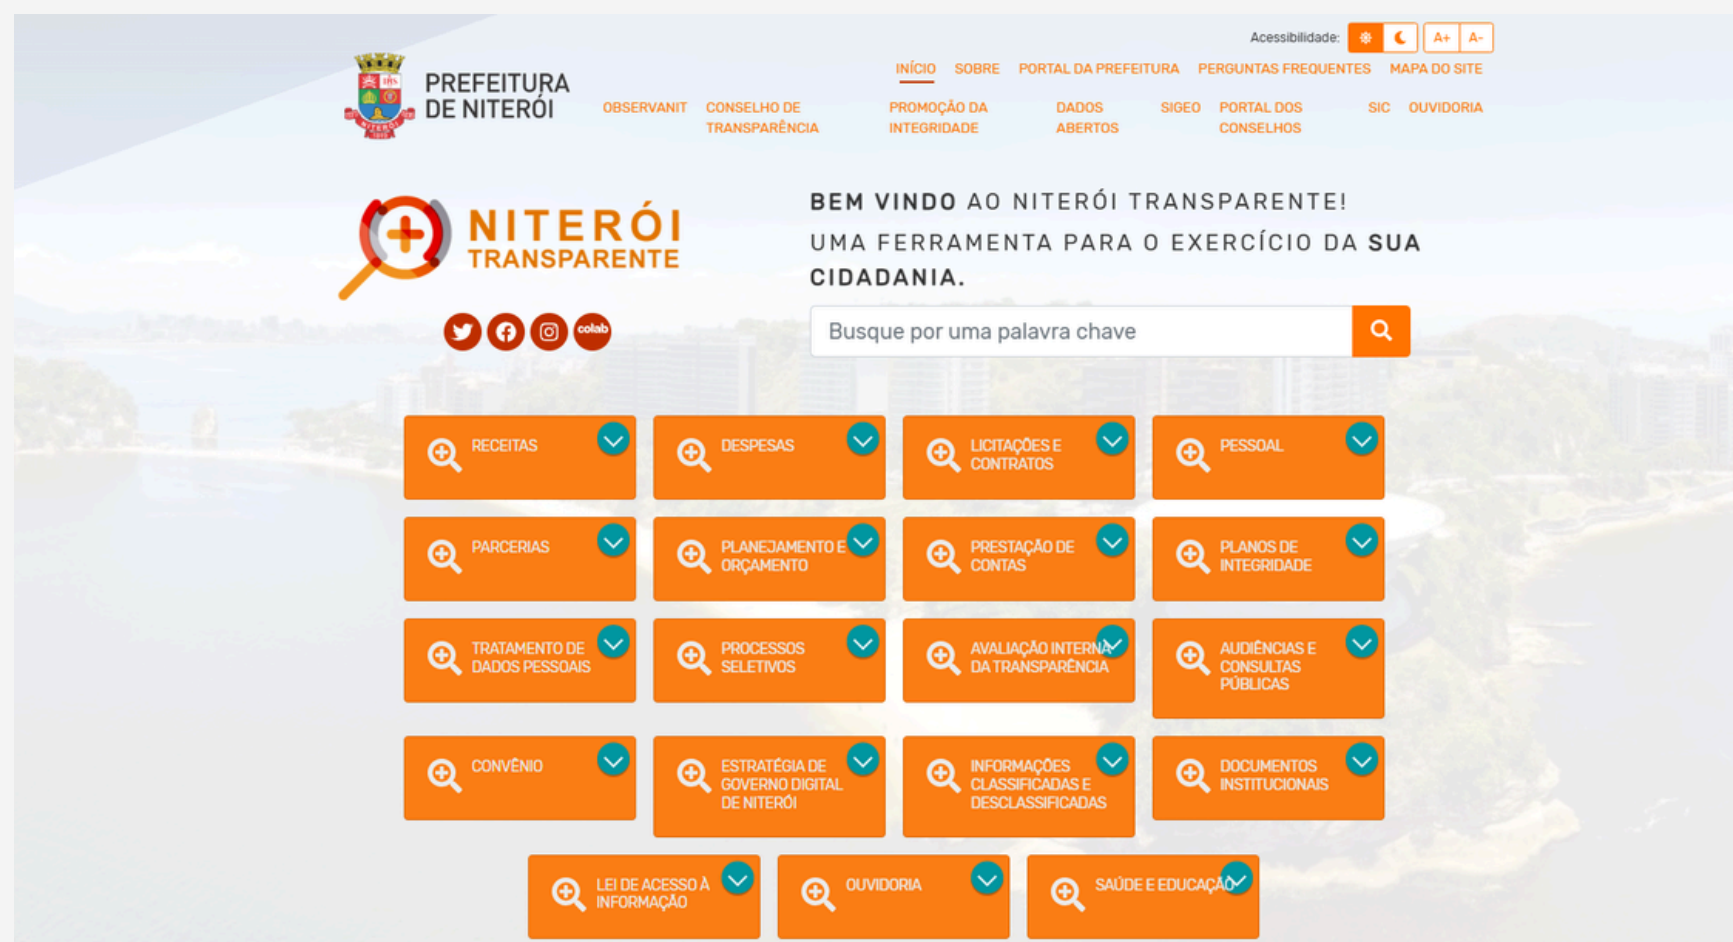 Acessibilidade:
A+ A-
PREFEITURA
DE NITERÓI
INÍCIO SOBRE PORTAL DA PREFEITURA PERGUNTAS FREQUENTES MAPA DO SITE
OBSERVANIT CONSELHO DE TRANSPARÊNCIA PROMOÇÃO DA INTEGRIDADE DADOS ABERTOS SIGEO PORTAL DOS CONSELHOS SIC OUVIDORIA
NITERÓI
TRANSPARENTE
colab
BEM VINDO AO NITERÓI TRANSPARENTE!
UMA FERRAMENTA PARA O EXERCÍCIO DA SUA
CIDADANIA.
Busque por uma palavra chave
RECEITAS
DESPESAS
LICITAÇÕES E
CONTRATOS
PESSOAL
PARCERIAS
PLANEJAMENTO E
ORÇAMENTO
PRESTAÇÃO DE
CONTAS
PLANOS DE
INTEGRIDADE
TRATAMENTO DE
DADOS PESSOAIS
PROCESSOS
SELETIVOS
AVALIAÇÃO INTERNA
DA TRANSPARÊNCIA
AUDIÊNCIAS E
CONSULTAS
PÚBLICAS
CONVÊNIO
ESTRATÉGIA DE
GOVERNO DIGITAL
DE NITERÓI
INFORMAÇÕES
CLASSIFICADAS E
DESCLASSIFICADAS
DOCUMENTOS
INSTITUCIONAIS
LEI DE ACESSO À
INFORMAÇÃO
OUVIDORIA
SAÚDE E EDUCAÇÃO